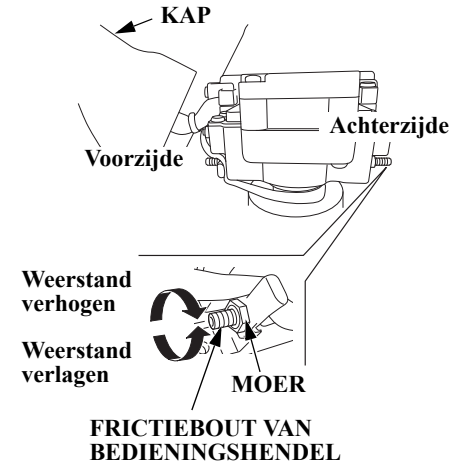 KAP
Achterzijde
Voorzijde
Weerstand
verhogen
Weerstand
verlagen
MOER
FRICTIEBOUT VAN
BEDIENINGSHENDEL